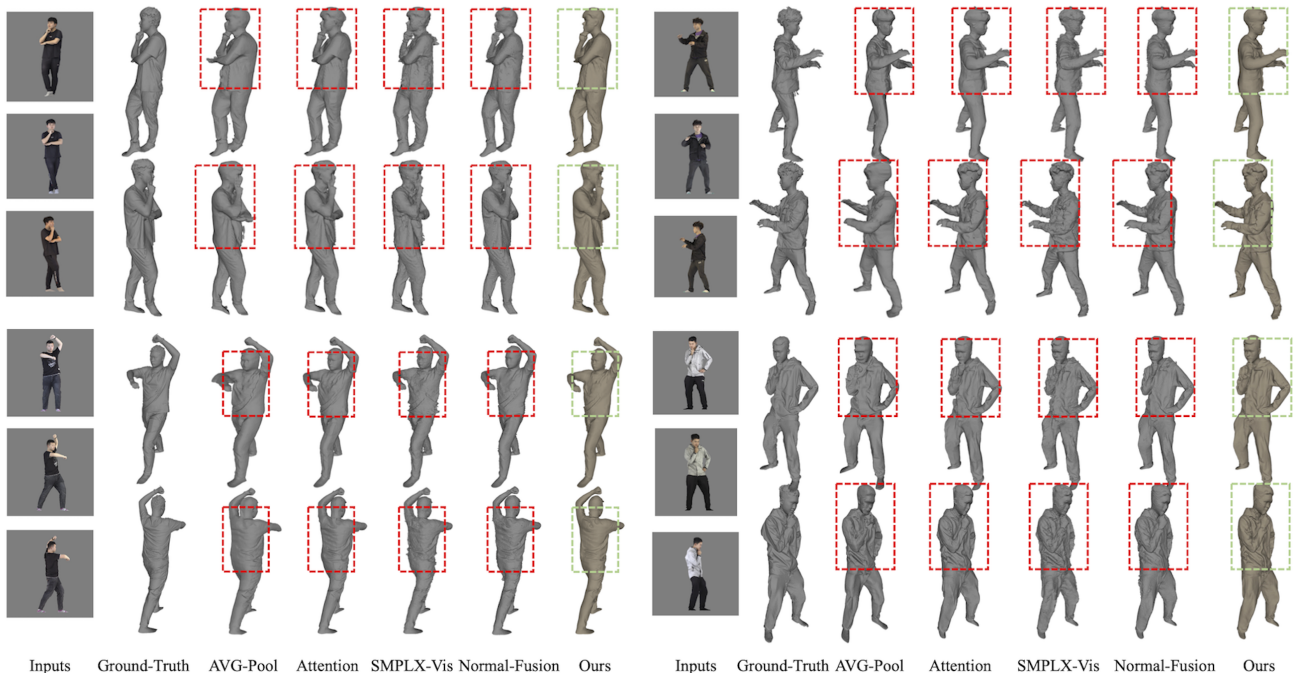 Inputs Ground-Truth AVG-Pool Attention SMPLX-Vis Normal-Fusion Ours Inputs Ground-Truth AVG-Pool Attention SMPLX-Vis Normal-Fusion Ours